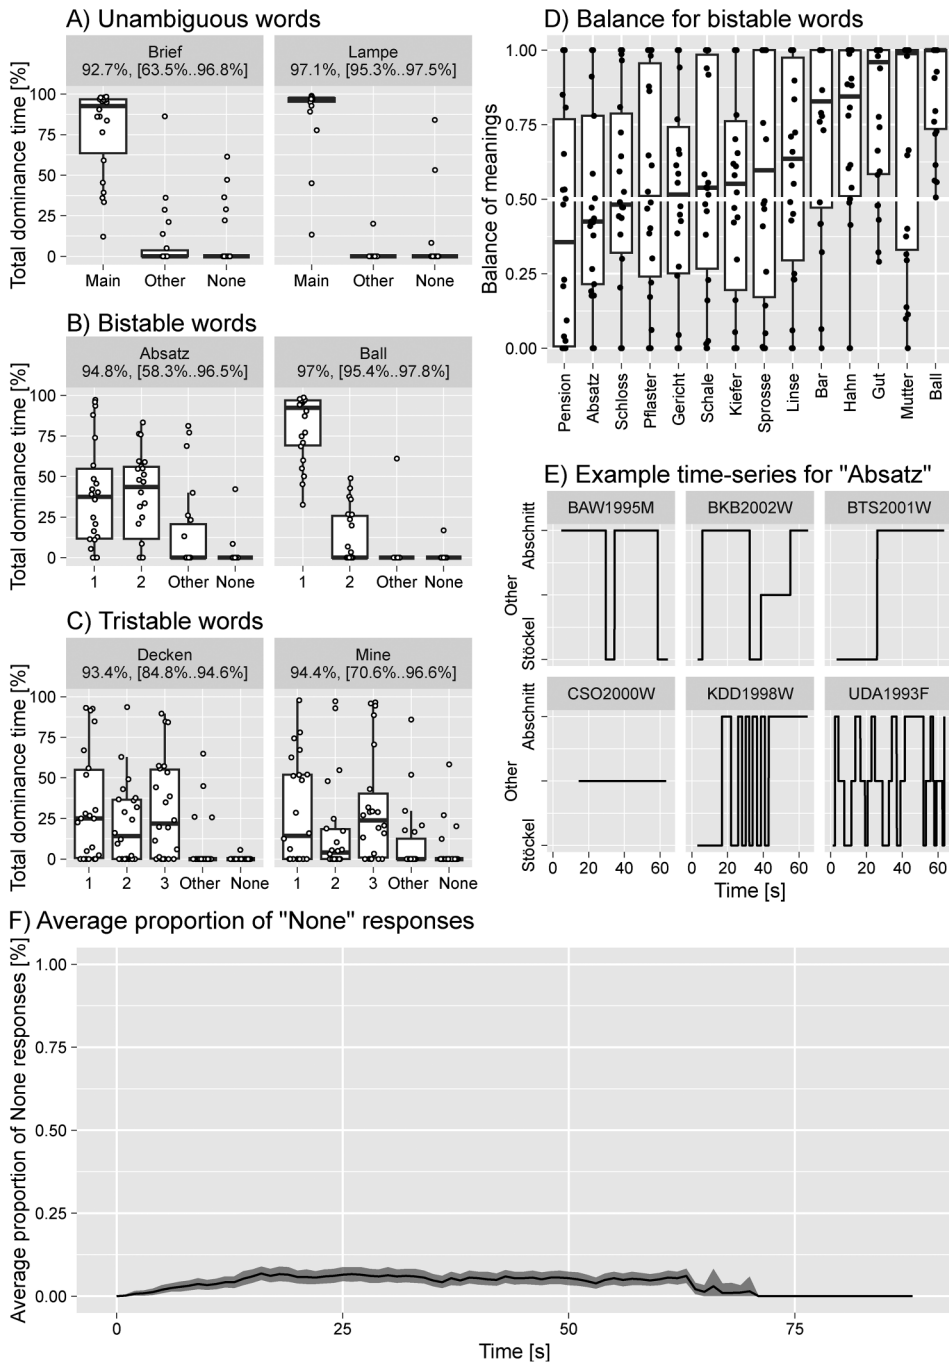 A) Unambiguous words
Total dominance time [%]
Brief
92.7%, [63.5%..96.8%]
Lampe
97.1%, [95.3%..97.5%]
100
75
50
25
0
Main Other None
Main Other None
B) Bistable words
Total dominance time [%]
Absatz
94.8%, [58.3%..96.5%]
Ball
97%, [95.4%..97.8%]
100
75
50
25
0
1 2 Other None
1 2 Other None
C) Tristable words
Total dominance time [%]
Decken
93.4%, [84.8%..94.6%]
Mine
94.4%, [70.6%..96.6%]
100
75
50
25
0
1 2 3 Other None
1 2 3 Other None
D) Balance for bistable words
Balance of meanings
1.00
0.75
0.50
0.25
0.00
Pension
Absatz
Schloss
Pflaster
Gericht
Schale
Kiefer
Sprosse
Linse
Bar
Hahn
Gut
Mutter
Ball
E) Example time-series for "Absatz"
BAW1995M BKB2002W BTS2001W
Abschnitt
Other
Stöckel
CSO2000W KDD1998W UDA1993F
Abschnitt
Other
Stöckel
0 20 40 60 0 20 40 60 0 20 40 60
Time [s]
F) Average proportion of "None" responses
Average proportion of None responses [%]
1.00
0.75
0.50
0.25
0.00
0 25 50 75
Time [s]